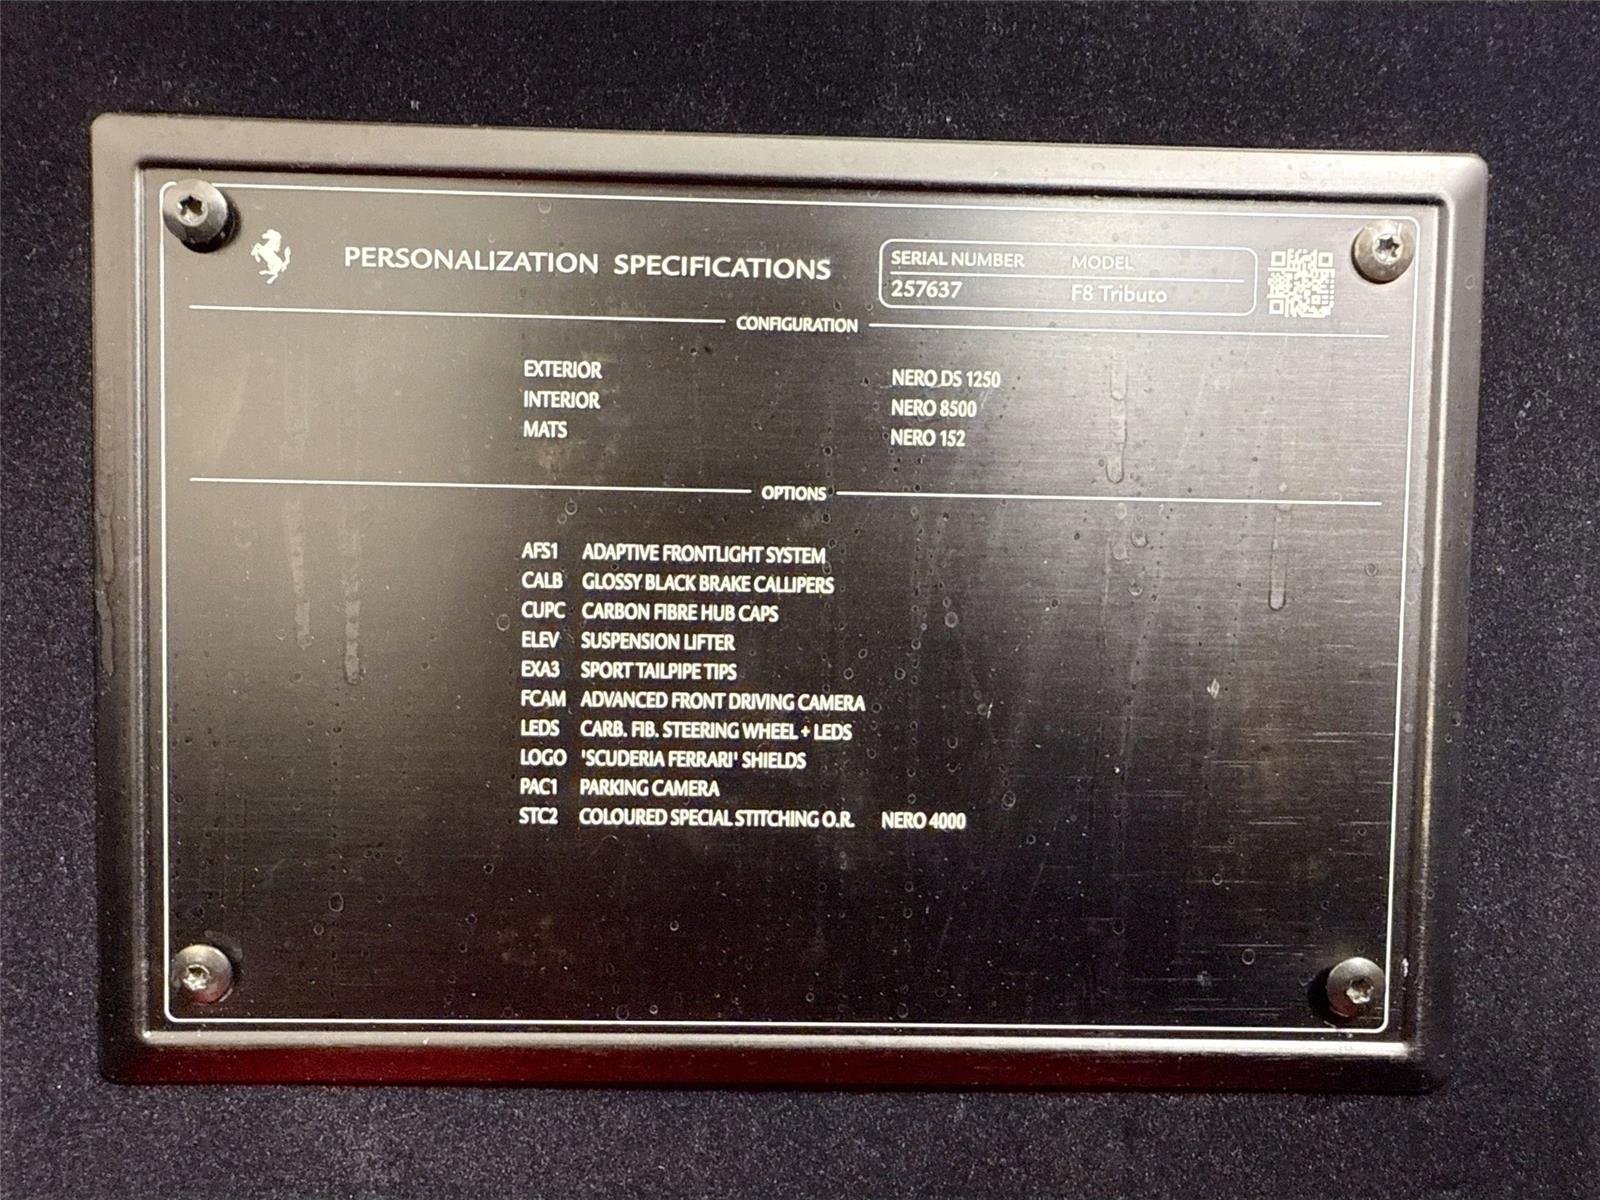 PERSONALIZATION SPECIFICATIONS
SERIAL NUMBER MODEL
257637 F8 Tributo
CONFIGURATION
EXTERIOR NERO DS 1250
INTERIOR NERO 8500
MATS NERO 152
OPTIONS
AFS1 ADAPTIVE FRONTLIGHT SYSTEM
CALB GLOSSY BLACK BRAKE CALLIPERS
CUPC CARBON FIBRE HUB CAPS
ELEV SUSPENSION LIFTER
EXA3 SPORT TAILPIPE TIPS
FCAM ADVANCED FRONT DRIVING CAMERA
LEDS CARB. FIB. STEERING WHEEL + LEDS
LOGO 'SCUDERIA FERRARI' SHIELDS
PAC1 PARKING CAMERA
STC2 COLOURED SPECIAL STITCHING O.R. NERO 4000